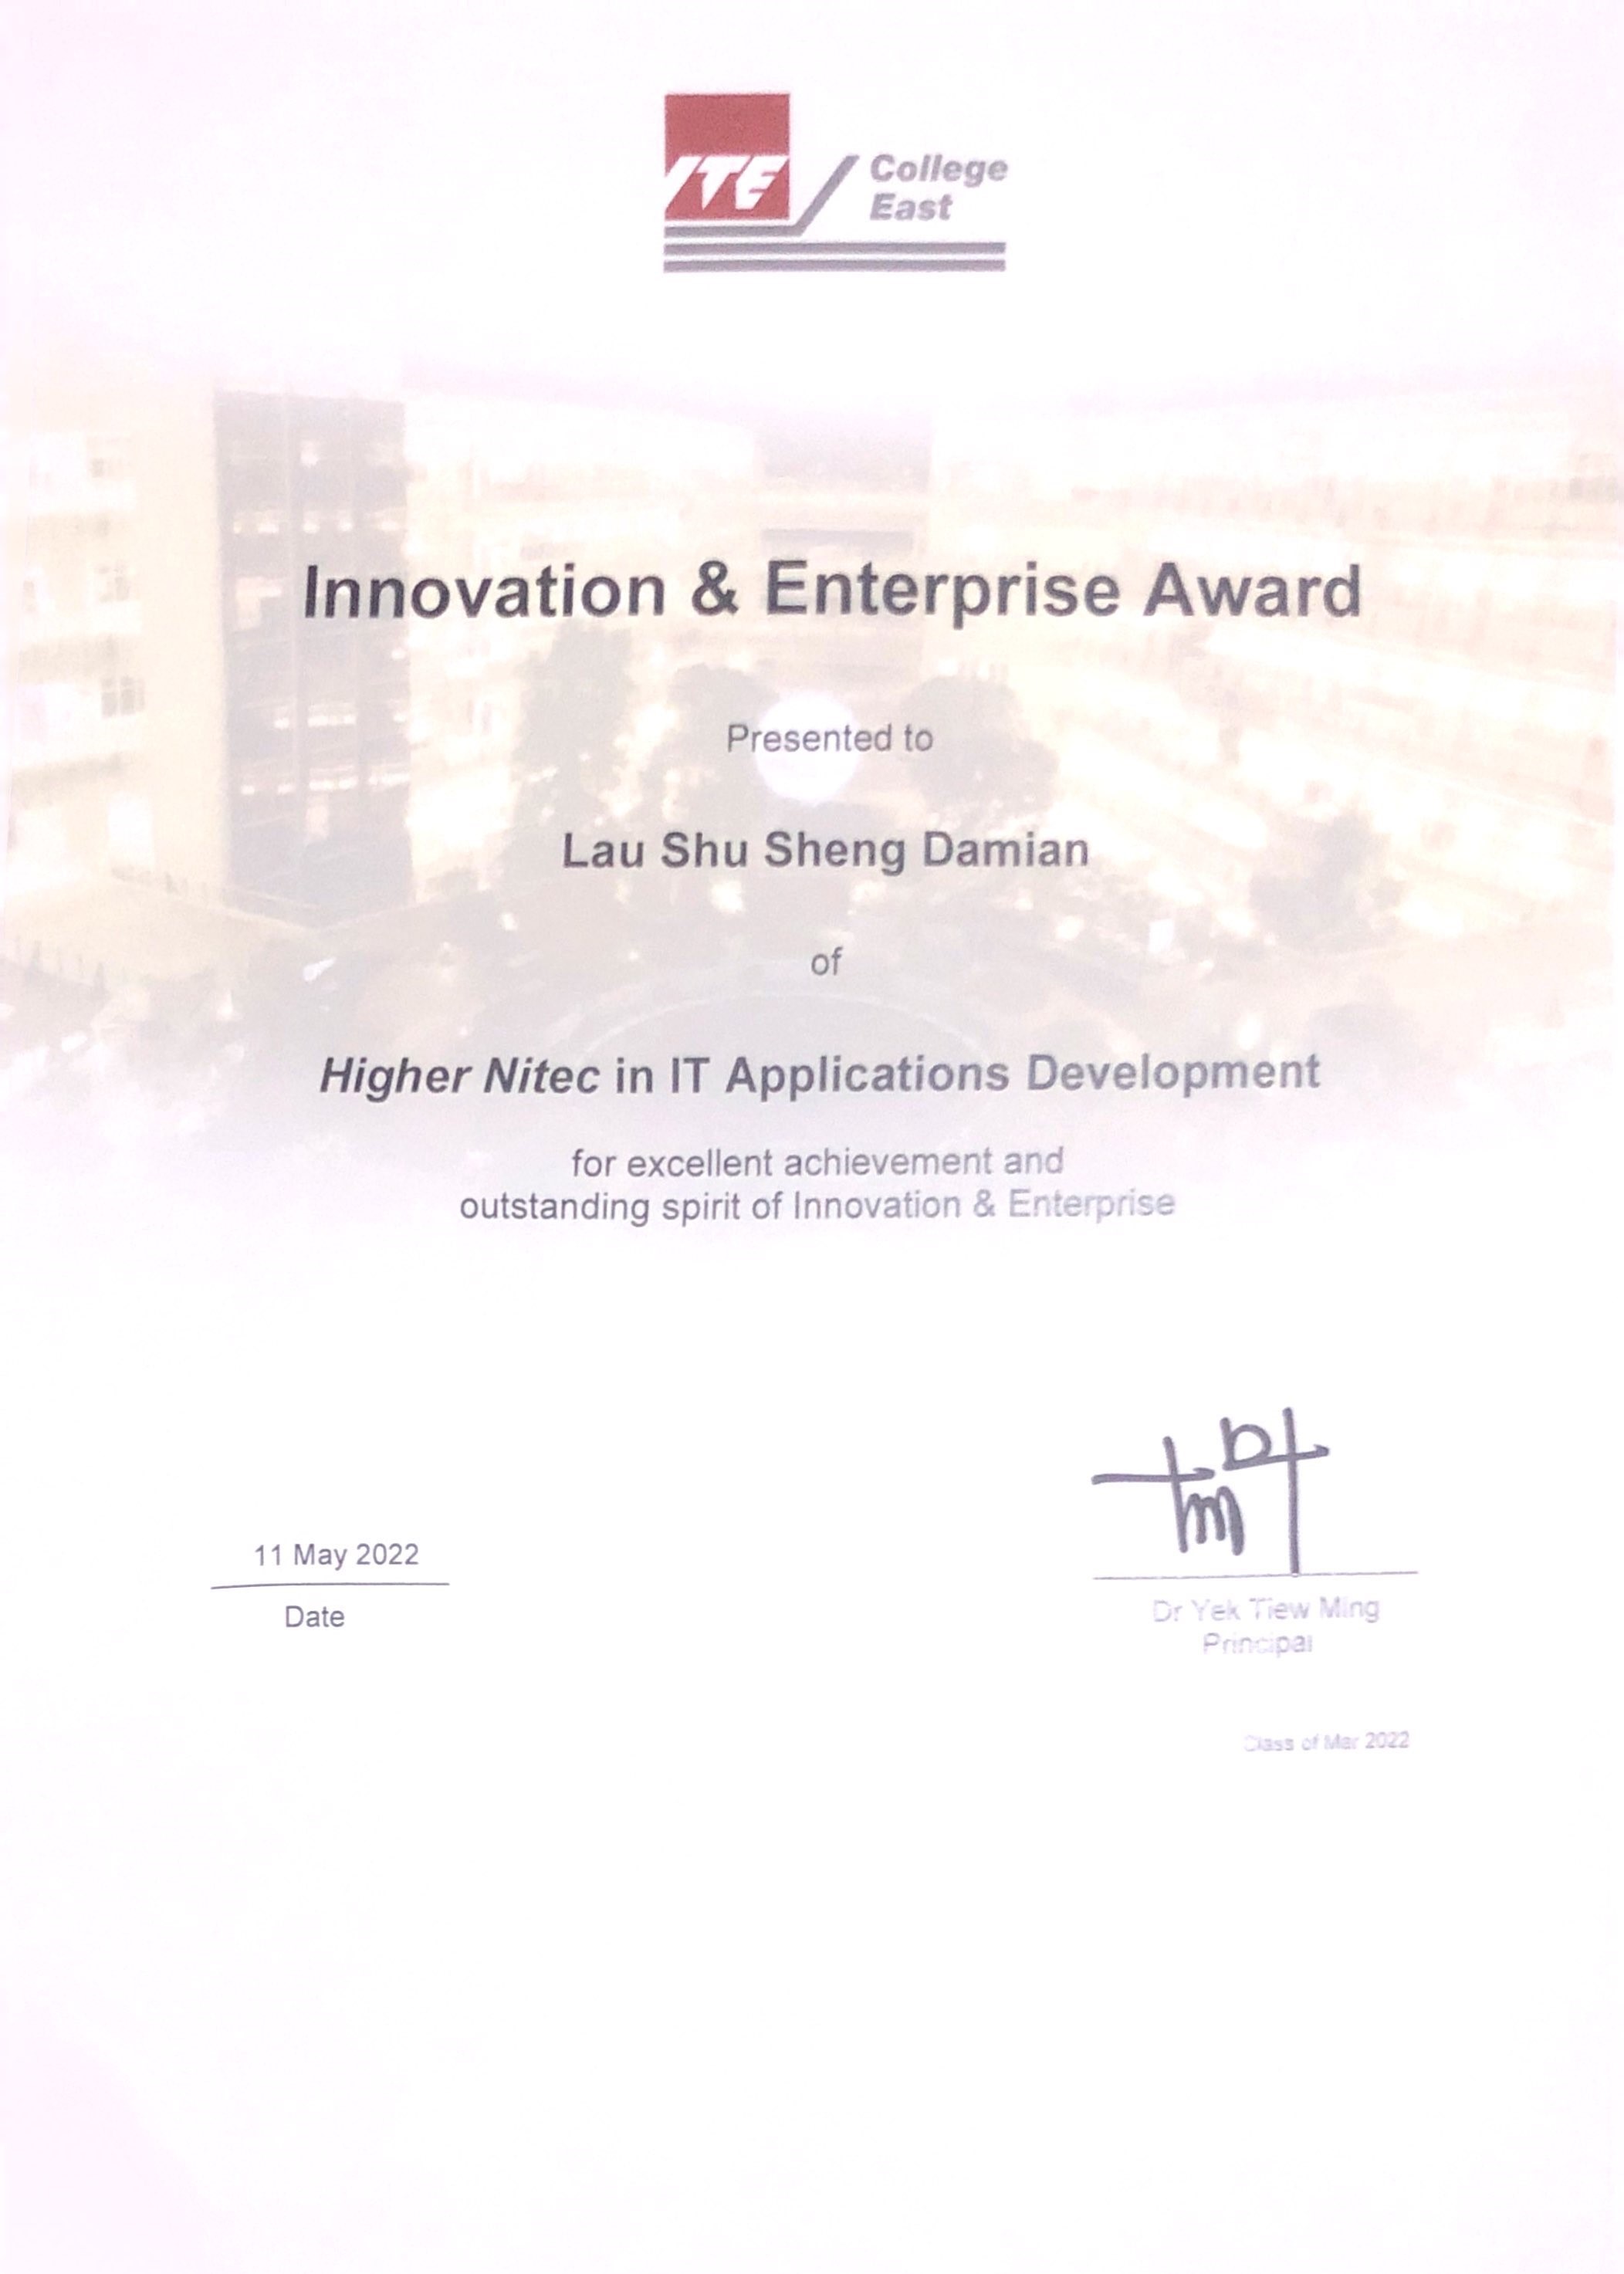 ITE
College
East
Innovation & Enterprise Award
Presented to
Lau Shu Sheng Damian
of
Higher Nitec in IT Applications Development
for excellent achievement and
outstanding spirit of Innovation & Enterprise
11 May 2022
Date
Dr Yek Tiew Ming
Principal
Class of Mar 2022